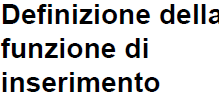 Definizione della
funzione di
inserimento